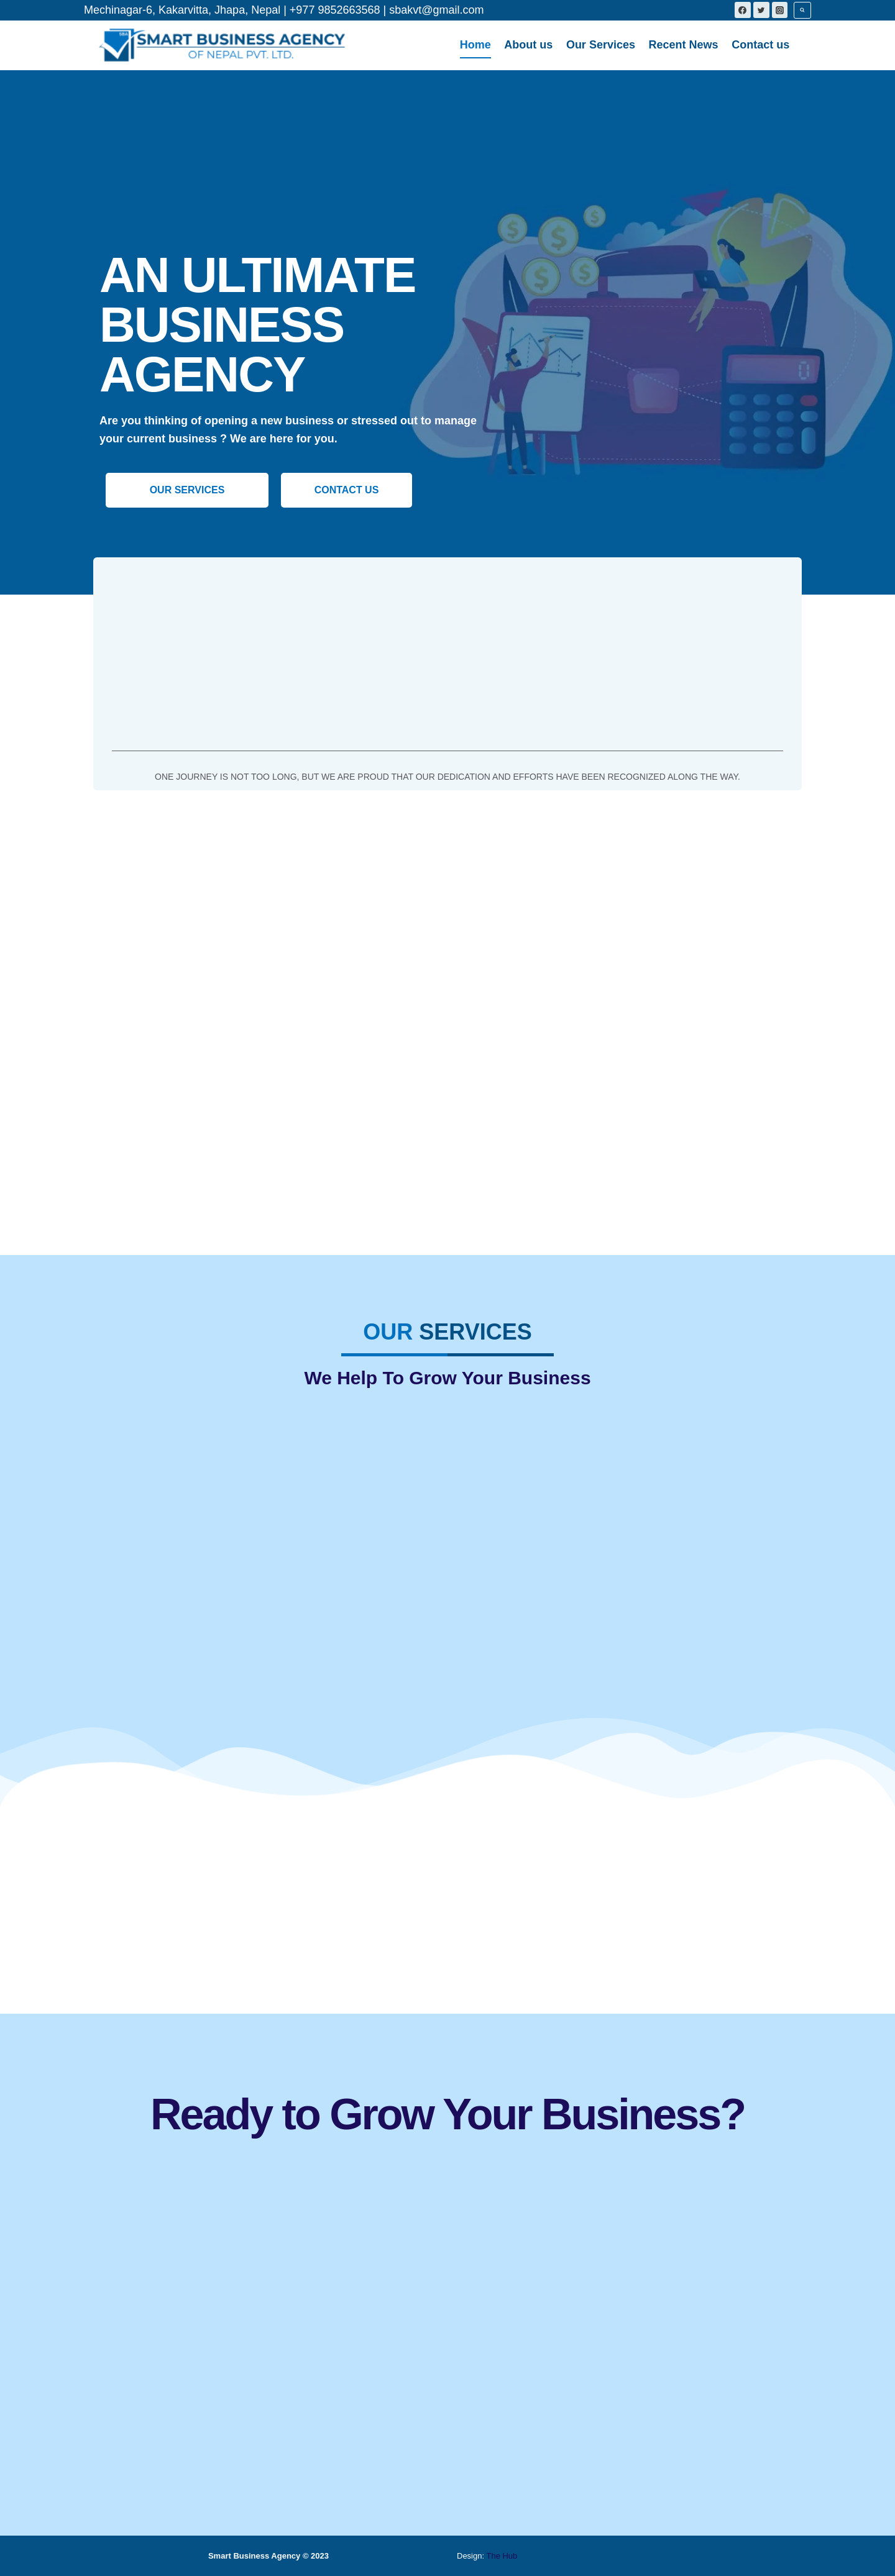 Mechinagar-6, Kakarvitta, Jhapa, Nepal | +977 9852663568 | sbakvt@gmail.com
SMART BUSINESS AGENCY
OF NEPAL PVT. LTD.
Home About us Our Services Recent News Contact us
AN ULTIMATE
BUSINESS
AGENCY
Are you thinking of opening a new business or stressed out to manage
your current business ? We are here for you.
OUR SERVICES CONTACT US
ONE JOURNEY IS NOT TOO LONG, BUT WE ARE PROUD THAT OUR DEDICATION AND EFFORTS HAVE BEEN RECOGNIZED ALONG THE WAY.
OUR SERVICES
We Help To Grow Your Business
Ready to Grow Your Business?
Smart Business Agency © 2023 Design: The Hub